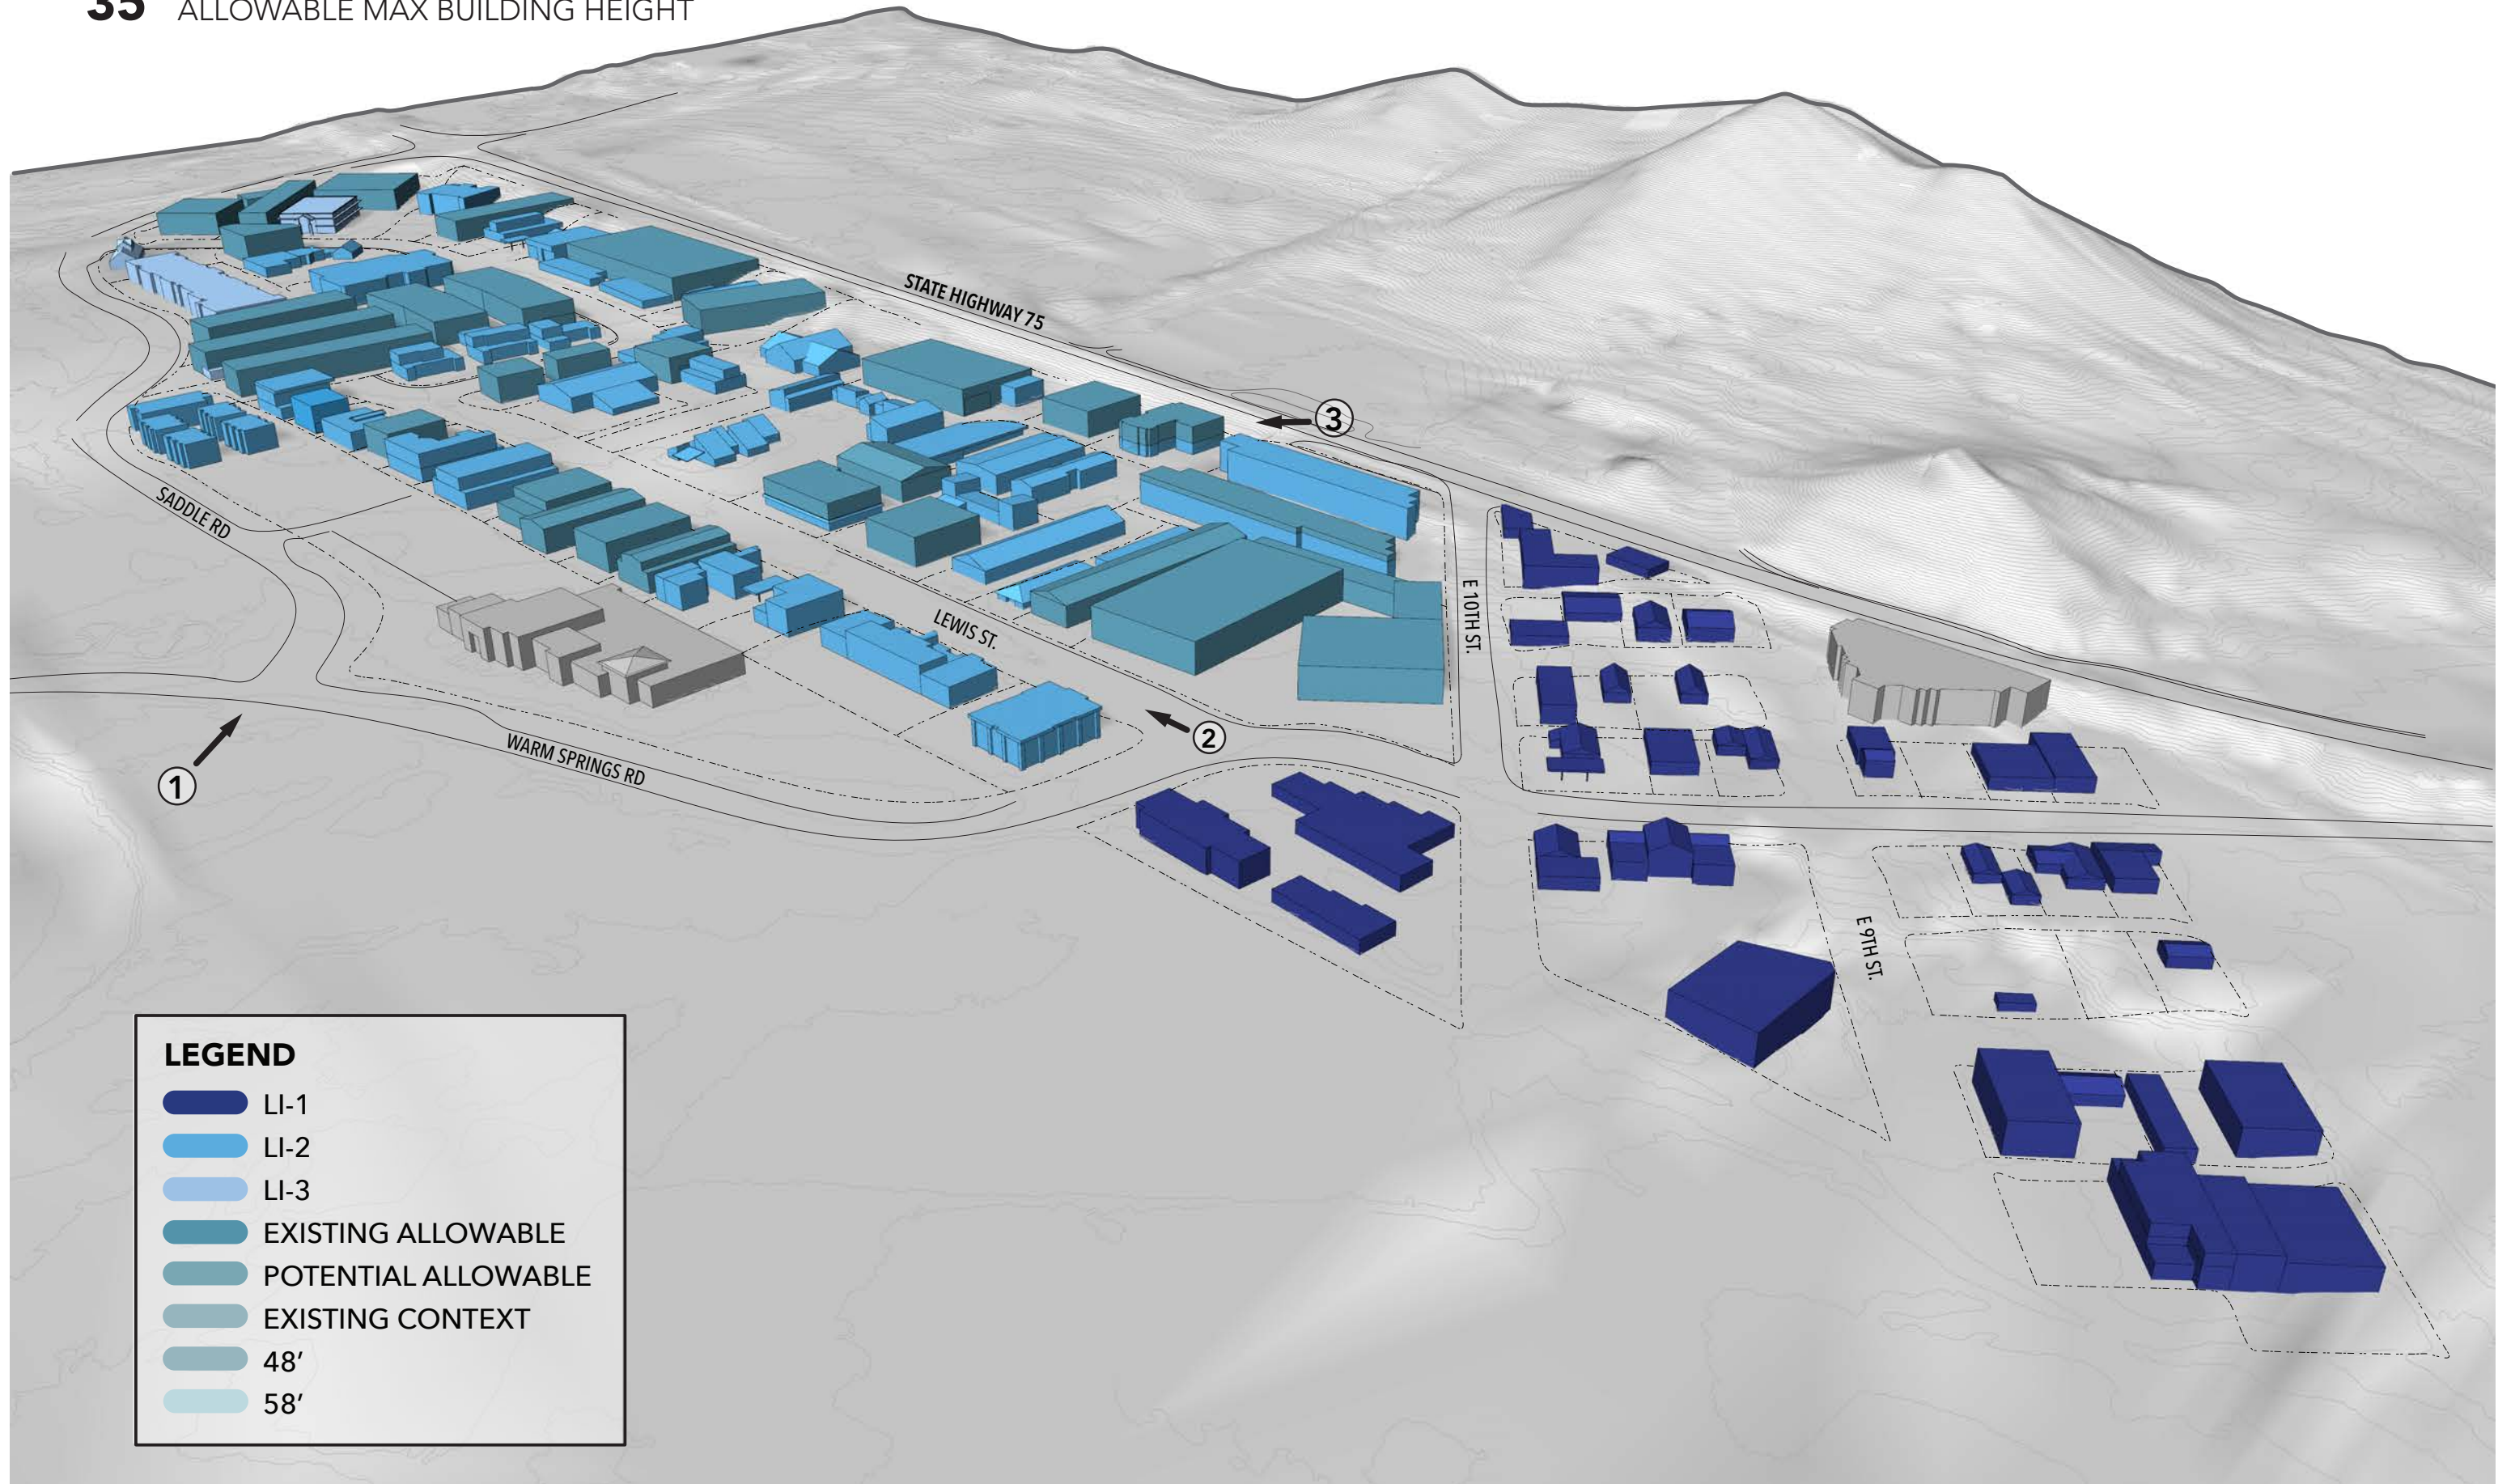 35 ALLOWABLE MAX BUILDING HEIGHT
STATE HIGHWAY 75
3
SADDLE RD
E 10TH ST.
LEWIS ST.
2
WARM SPRINGS RD
1
E 9TH ST.
LEGEND
LI-1
LI-2
LI-3
EXISTING ALLOWABLE
POTENTIAL ALLOWABLE
EXISTING CONTEXT
48’
58’